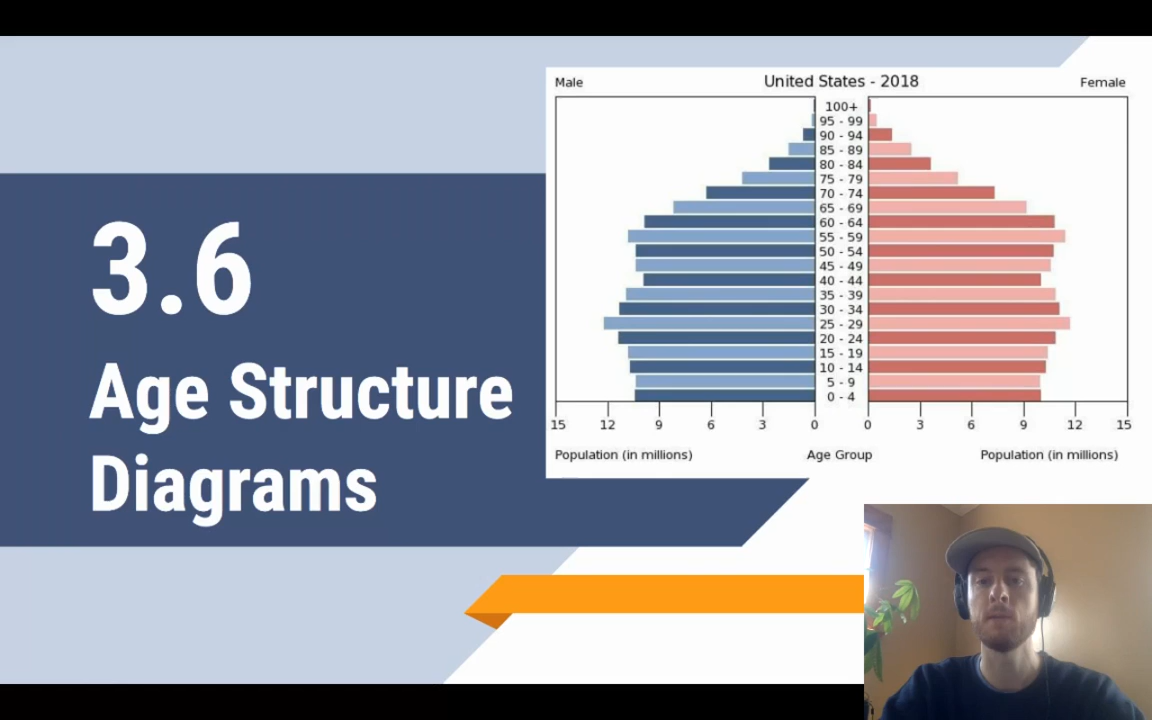 3.6
Age Structure
Diagrams
Male
United States - 2018
Female
100+
95 - 99
90 - 94
85 - 89
80 - 84
75 - 79
70 - 74
65 - 69
60 - 64
55 - 59
50 - 54
45 - 49
40 - 44
35 - 39
30 - 34
25 - 29
20 - 24
15 - 19
10 - 14
5 - 9
0 - 4
15 12 9 6 3 0 0 3 6 9 12 15
Population (in millions)
Age Group
Population (in millions)